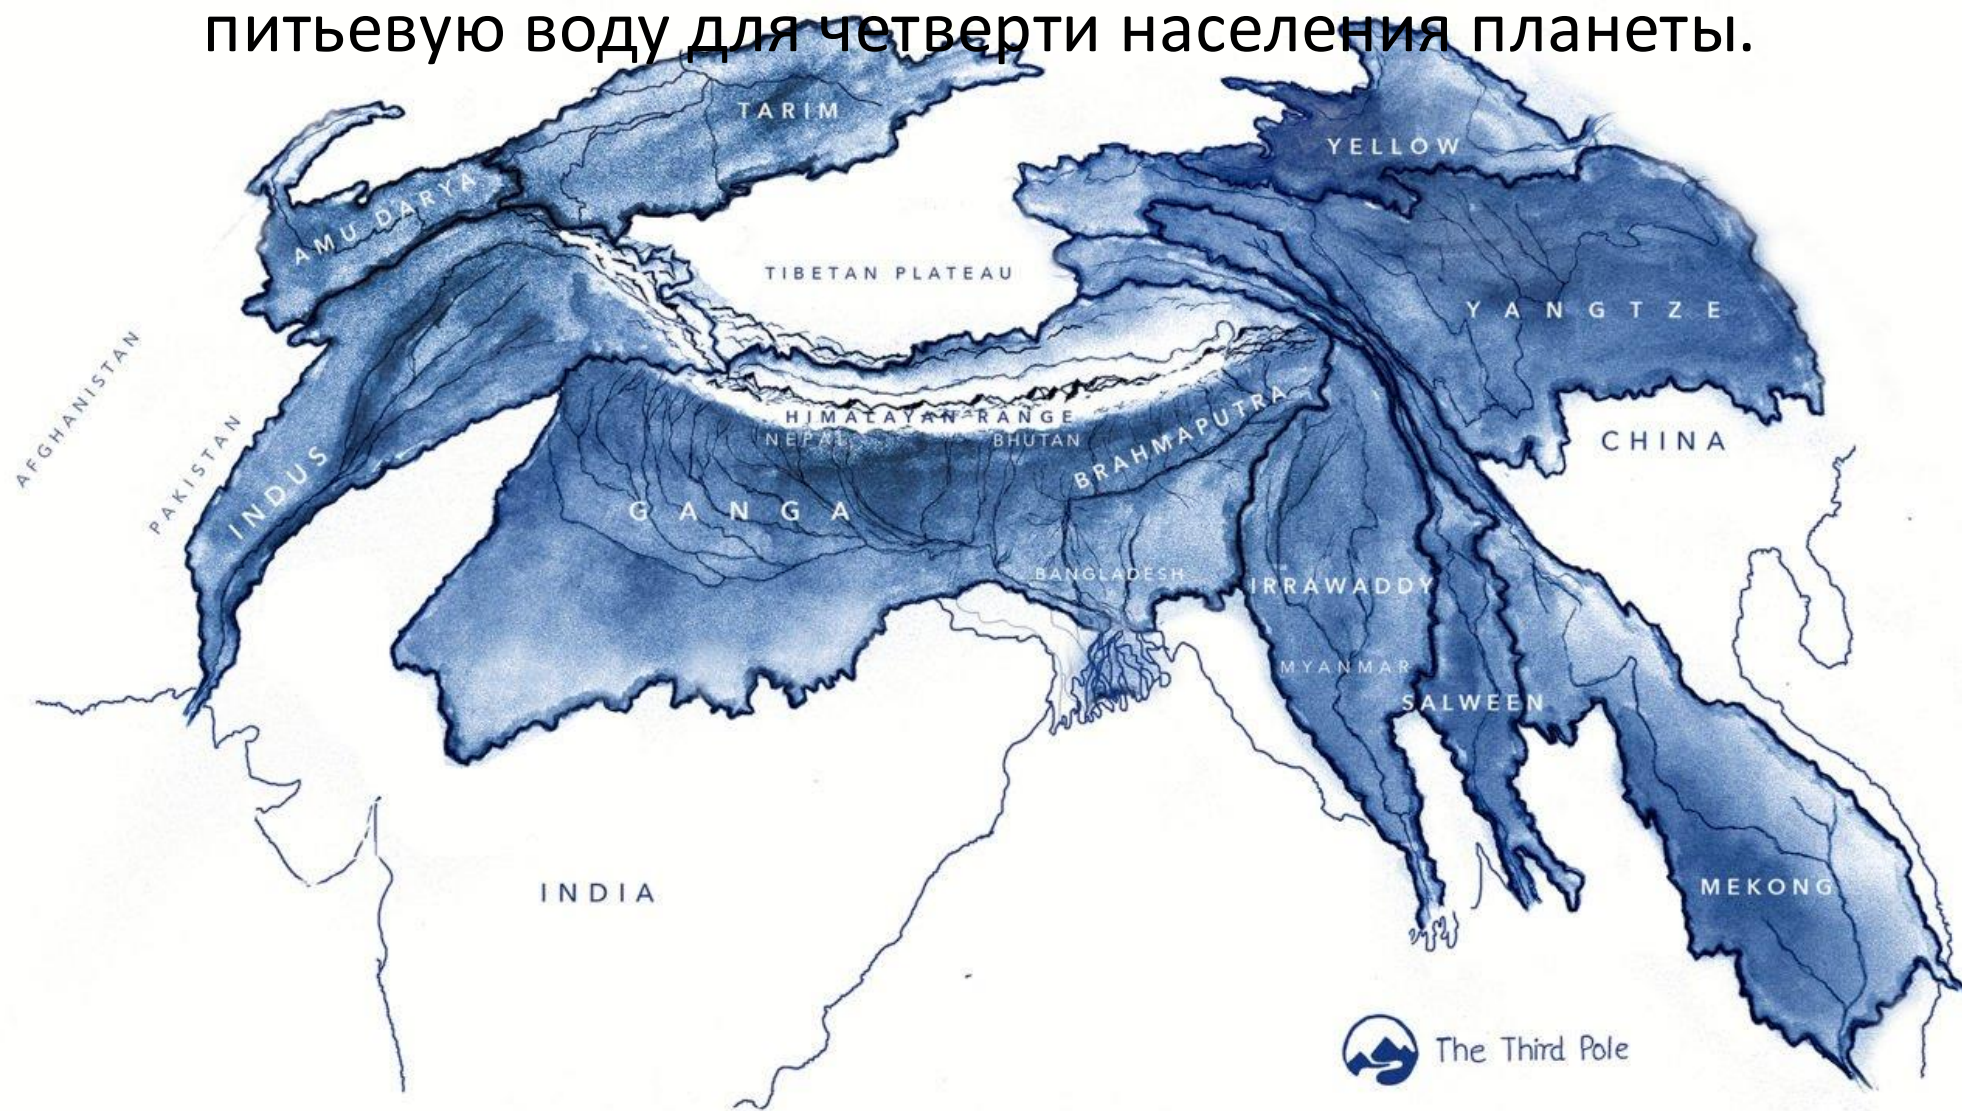 питьевую воду для четверти населения планеты.
TARIM
YELLOW
AMU DARYA
TIBETAN PLATEAU
YANGTZE
AFGHANISTAN
PAKISTAN
INDUS
HIMALAYAN RANGE
NEPAL
BHUTAN
BRAHMAPUTRA
CHINA
GANGA
BANGLADESH
IRRAWADDY
MYANMAR
SALWEEN
INDIA
MEKONG
The Third Pole